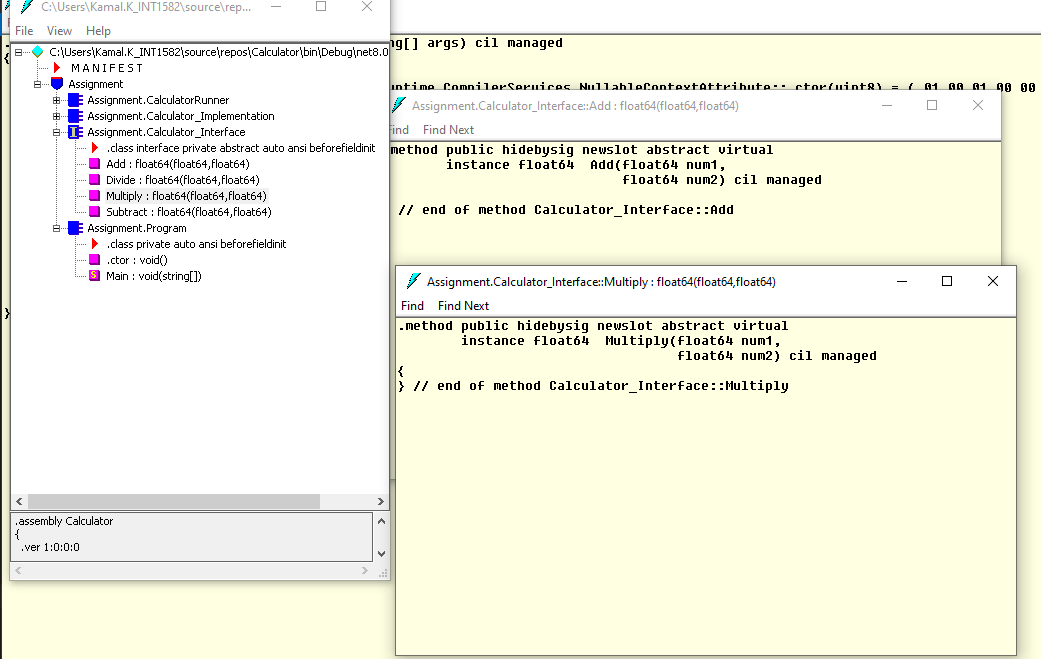 C:\Users\Kamal.K_INT1582\source\rep...
File View Help
C:\Users\Kamal.K_INT1582\source\repos\Calculator\bin\Debug\net8.0
M A N I F E S T
Assignment
Assignment.CalculatorRunner
Assignment.Calculator_Implementation
Assignment.Calculator_Interface
.class interface private abstract auto ansi beforefieldinit
Add : float64(float64,float64)
Divide : float64(float64,float64)
Multiply : float64(float64,float64)
Subtract : float64(float64,float64)
Assignment.Program
.class private auto ansi beforefieldinit
.ctor : void()
Main : void(string[])
.assembly Calculator
{
.ver 1:0:0:0
{
}
ng[] args) cil managed
untime.CompilerServices.NullableContextAttribute::.ctor(uint8) = ( 01 00 01 00 00
Assignment.Calculator_Interface::Add : float64(float64,float64)
Find Find Next
method public hidebysig newslot abstract virtual
instance float64 Add(float64 num1,
float64 num2) cil managed
// end of method Calculator_Interface::Add
Assignment.Calculator_Interface::Multiply : float64(float64,float64)
Find Find Next
.method public hidebysig newslot abstract virtual
instance float64 Multiply(float64 num1,
float64 num2) cil managed
{
} // end of method Calculator_Interface::Multiply